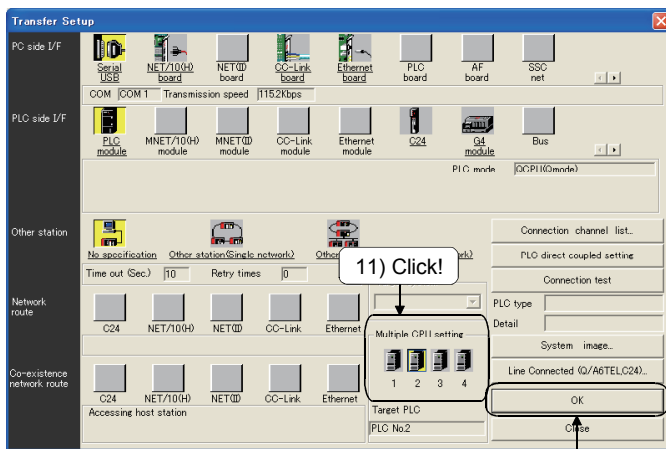 Transfer Setup
PC side I/F
Serial USB
NET/10(H) board
NET(II) board
CC-Link board
Ethernet board
PLC board
AF board
SSC net
COM COM 1 Transmission speed 115.2Kbps
PLC side I/F
PLC module
MNET/10(H) module
MNET(II) module
CC-Link module
Ethernet module
C24
G4 module
Bus
PLC mode QCPU(Qmode)
Other station
No specification
Other station(Single network)
Other
Time out (Sec.) 10 Retry times 0
11) Click!
Connection channel list...
PLC direct coupled setting
Connection test
PLC type
Detail
System image...
Line Connected (Q/A6TEL,C24)...
OK
Close
Network route
C24 NET/10(H) NET(II) CC-Link Ethernet
Multiple CPU setting
1 2 3 4
Target PLC
PLC No.2
Co-existence network route
C24 NET/10(H) NET(II) CC-Link Ethernet
Accessing host station